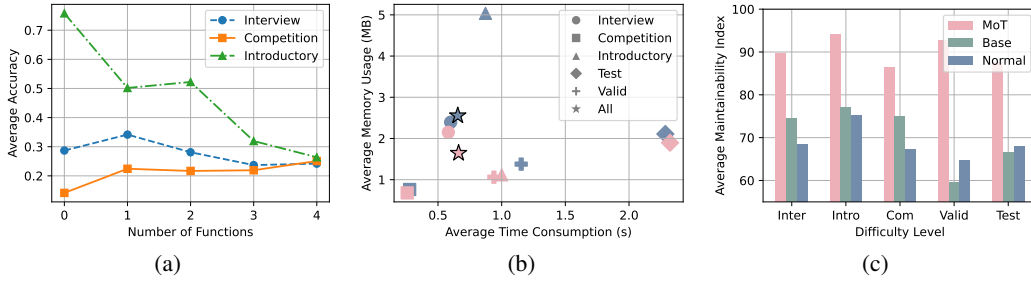 Average Accuracy
0.7
0.6
0.5
0.4
0.3
0.2
Interview
Competition
Introductory
0 1 2 3 4
Number of Functions
(a)
Average Memory Usage (MB)
5
4
3
2
1
Interview
Competition
Introductory
Test
Valid
All
0.5 1.0 1.5 2.0
Average Time Consumption (s)
(b)
Average Maintainability Index
100
90
80
70
60
MoT
Base
Normal
Inter Intro Com Valid Test
Difficulty Level
(c)